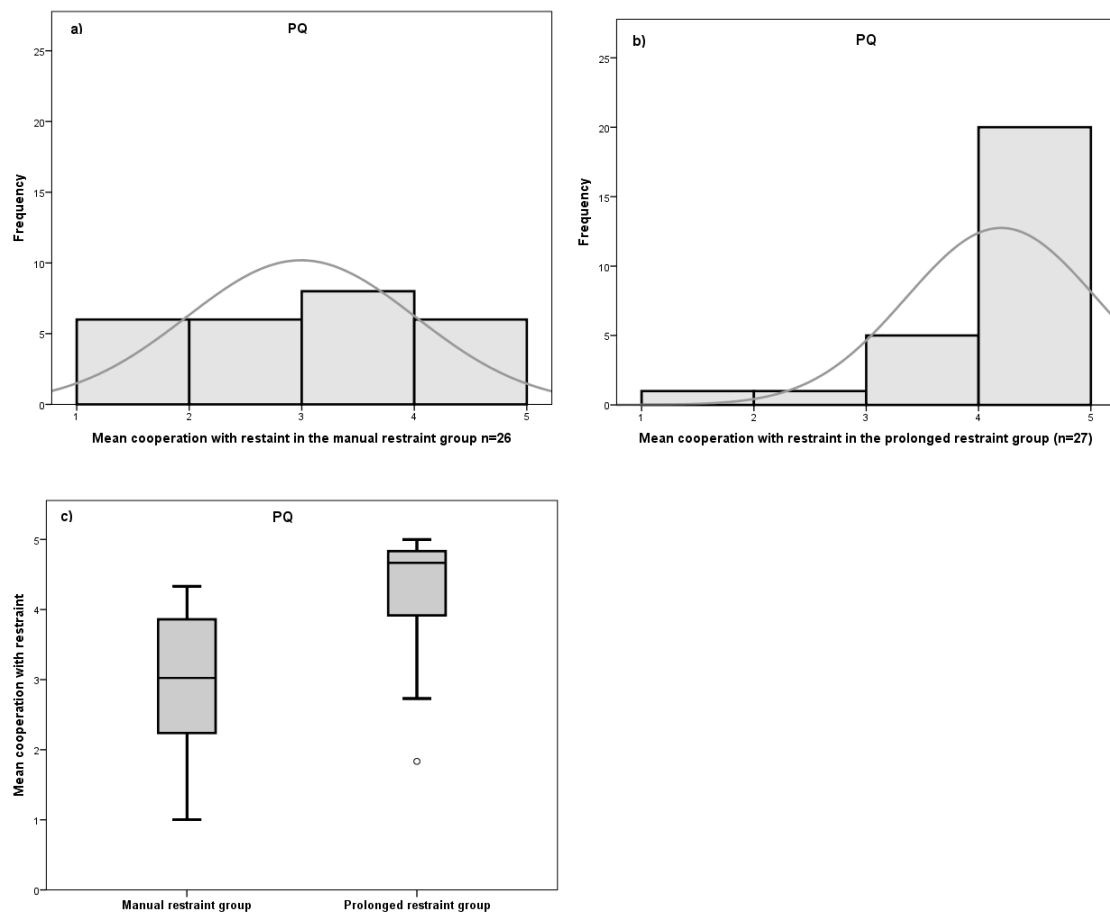 a)
PQ
25
20
15
10
5
0
Frequency
1 2 3 4 5
Mean cooperation with restaint in the manual restraint group n=26
b)
PQ
25
20
15
10
5
0
Frequency
1 2 3 4 5
Mean cooperation with restraint in the prolonged restraint group (n=27)
c)
PQ
5
4
3
2
1
0
Mean cooperation with restraint
Manual restraint group Prolonged restraint group